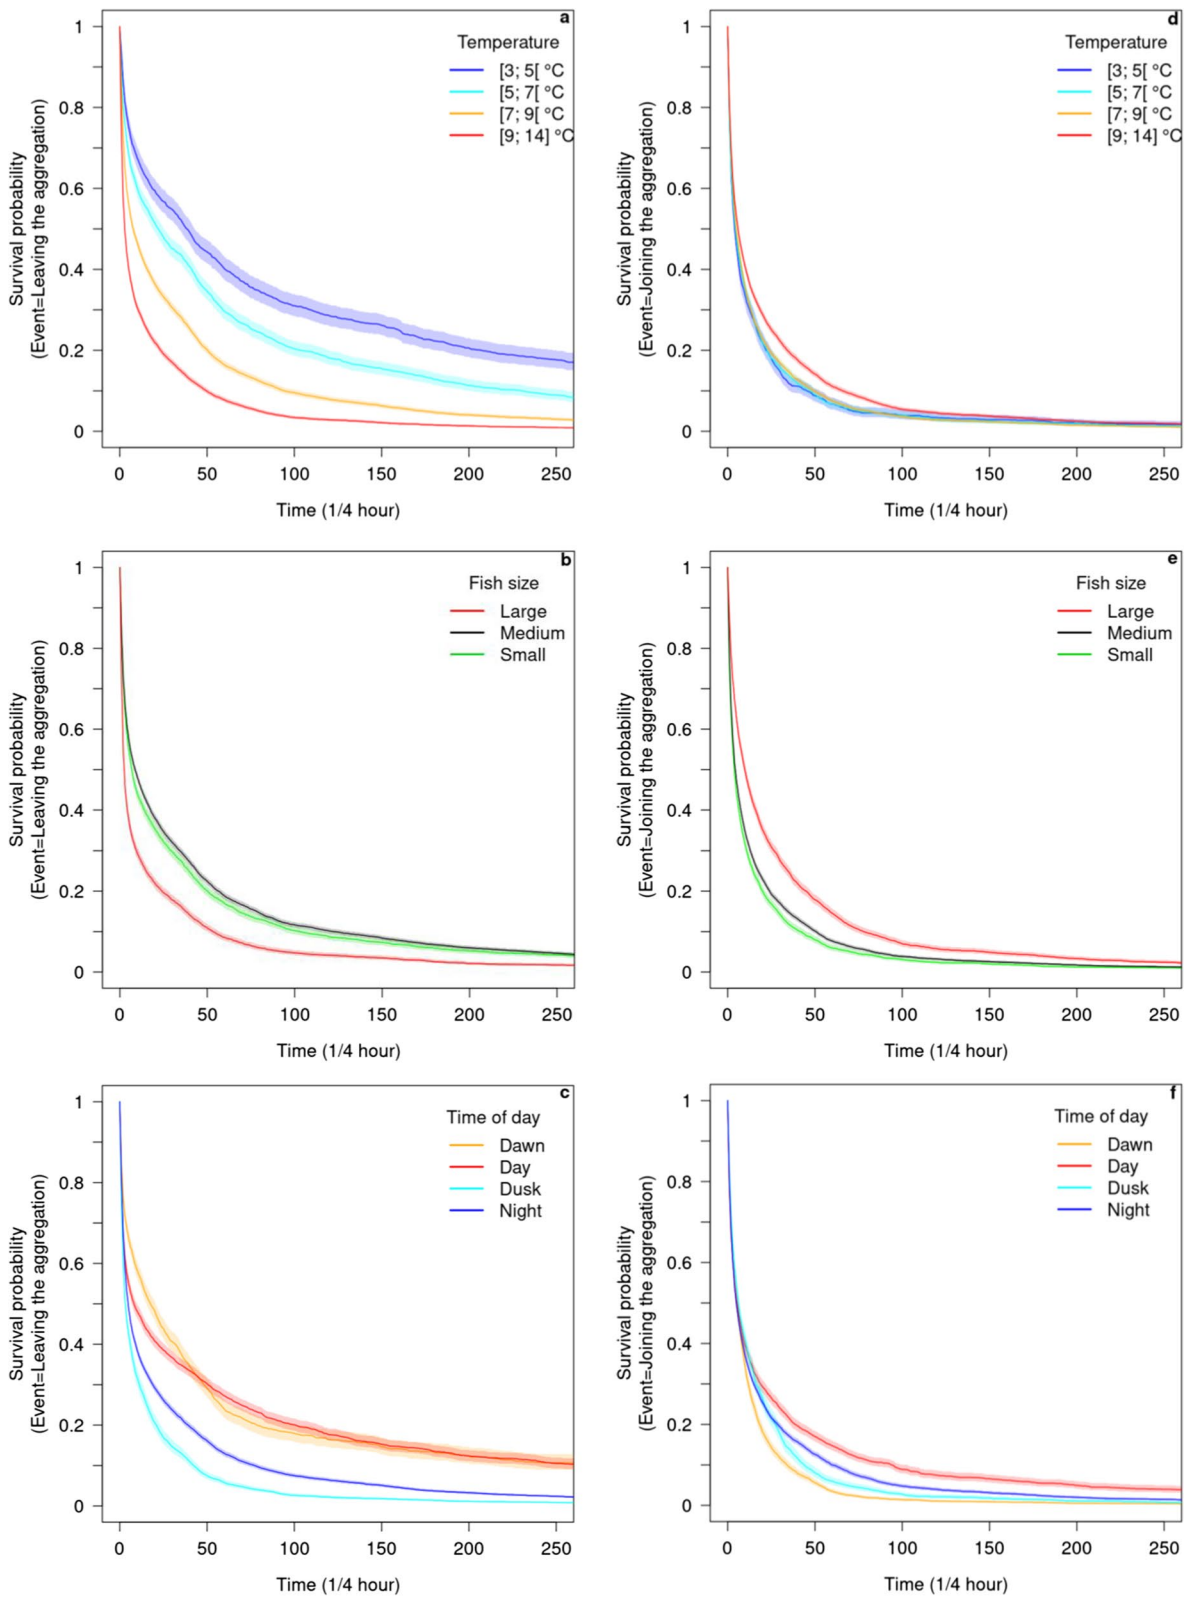 a
Temperature
[3; 5[ °C
[5; 7[ °C
[7; 9[ °C
[9; 14] °C
Survival probability
(Event=Leaving the aggregation)
1
0.8
0.6
0.4
0.2
0
0 50 100 150 200 250
Time (1/4 hour)
d
Temperature
[3; 5[ °C
[5; 7[ °C
[7; 9[ °C
[9; 14] °C
Survival probability
(Event=Joining the aggregation)
1
0.8
0.6
0.4
0.2
0
0 50 100 150 200 250
Time (1/4 hour)
b
Fish size
Large
Medium
Small
Survival probability
(Event=Leaving the aggregation)
1
0.8
0.6
0.4
0.2
0
0 50 100 150 200 250
Time (1/4 hour)
e
Fish size
Large
Medium
Small
Survival probability
(Event=Joining the aggregation)
1
0.8
0.6
0.4
0.2
0
0 50 100 150 200 250
Time (1/4 hour)
c
Time of day
Dawn
Day
Dusk
Night
Survival probability
(Event=Leaving the aggregation)
1
0.8
0.6
0.4
0.2
0
0 50 100 150 200 250
Time (1/4 hour)
f
Time of day
Dawn
Day
Dusk
Night
Survival probability
(Event=Joining the aggregation)
1
0.8
0.6
0.4
0.2
0
0 50 100 150 200 250
Time (1/4 hour)